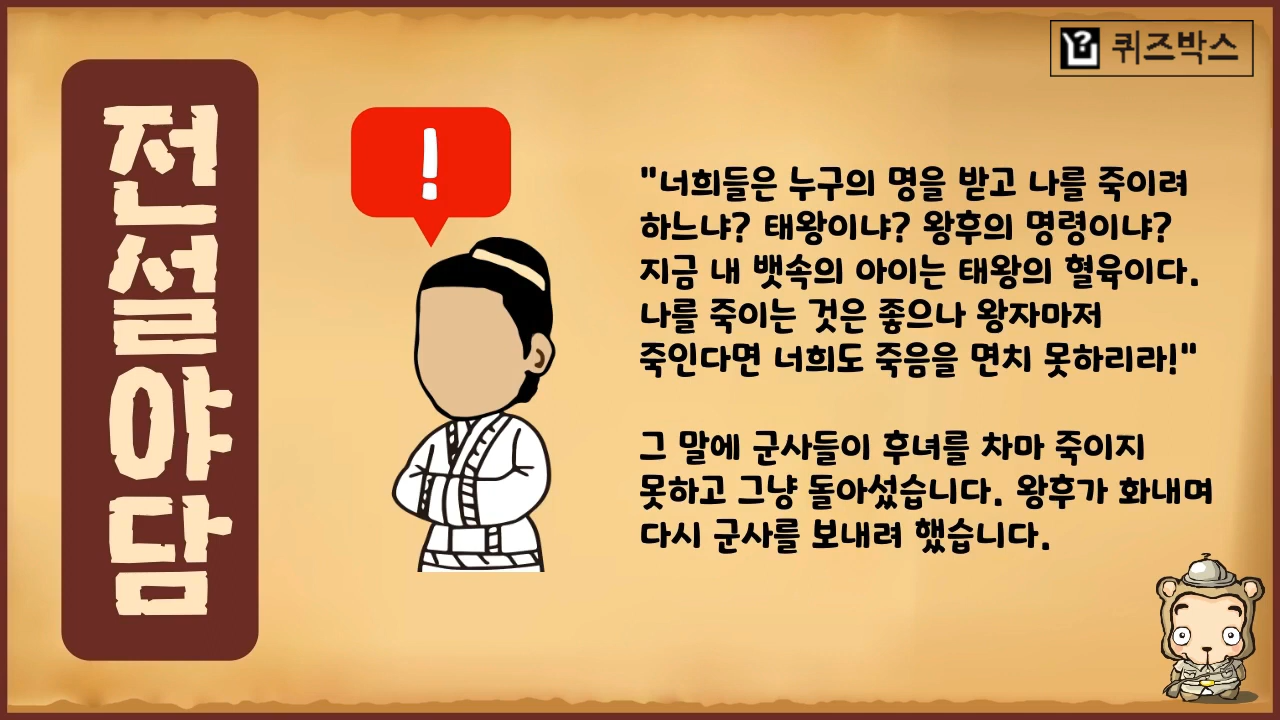 퀴즈박스
전설야담
!
"너희들은 누구의 명을 받고 나를 죽이려
하느냐? 태왕이냐? 왕후의 명령이냐?
지금 내 뱃속의 아이는 태왕의 혈육이다.
나를 죽이는 것은 좋으나 왕자마저
죽인다면 너희도 죽음을 면치 못하리라!"
그 말에 군사들이 후녀를 차마 죽이지
못하고 그냥 돌아섰습니다. 왕후가 화내며
다시 군사를 보내려 했습니다.